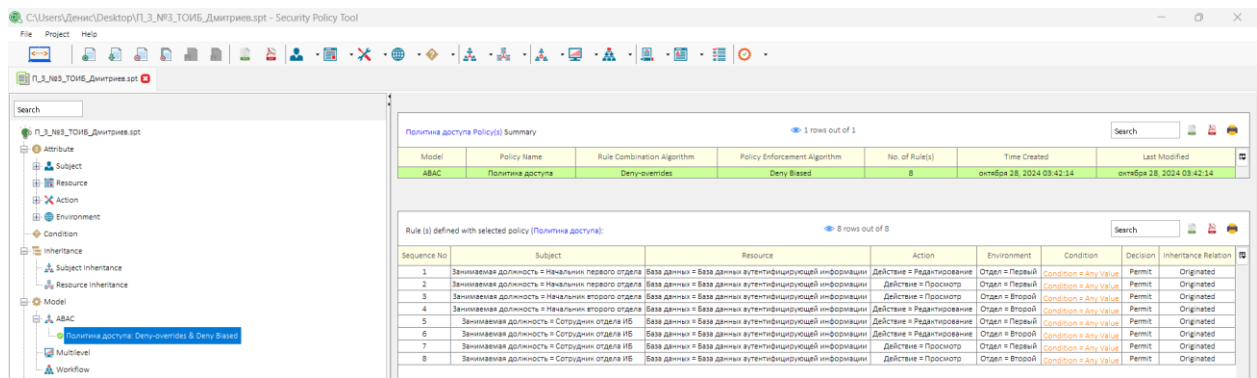 C:\Users\Денис\Desktop\П_3_№3_ТОИБ_Дмитриев.spt - Security Policy Tool
File Project Help
П_3_№3_ТОИБ_Дмитриев.spt
Search
П_3_№3_ТОИБ_Дмитриев.spt
Attribute
Subject
Resource
Action
Environment
Condition
Inheritance
Subject Inheritance
Resource Inheritance
Model
ABAC
Политика доступа: Deny-overrides & Deny Biased
Multilevel
Workflow
Политика доступа Policy(s) Summary 1 rows out of 1 Search
Model Policy Name Rule Combination Algorithm Policy Enforcement Algorithm No. of Rule(s) Time Created Last Modified
ABAC Политика доступа Deny-overrides Deny Biased 8 октября 28, 2024 03:42:14 октября 28, 2024 03:42:14
Rule (s) defined with selected policy (Политика доступа): 8 rows out of 8 Search
Sequence No Subject Resource Action Environment Condition Decision Inheritance Relation
1 Занимаемая должность = Начальник первого отдела База данных = База данных аутентифицирующей информации Действие = Редактирование Отдел = Первый Condition = Any Value Permit Originated
2 Занимаемая должность = Начальник первого отдела База данных = База данных аутентифицирующей информации Действие = Просмотр Отдел = Первый Condition = Any Value Permit Originated
3 Занимаемая должность = Начальник второго отдела База данных = База данных аутентифицирующей информации Действие = Просмотр Отдел = Второй Condition = Any Value Permit Originated
4 Занимаемая должность = Начальник второго отдела База данных = База данных аутентифицирующей информации Действие = Редактирование Отдел = Второй Condition = Any Value Permit Originated
5 Занимаемая должность = Сотрудник отдела ИБ База данных = База данных аутентифицирующей информации Действие = Редактирование Отдел = Первый Condition = Any Value Permit Originated
6 Занимаемая должность = Сотрудник отдела ИБ База данных = База данных аутентифицирующей информации Действие = Редактирование Отдел = Второй Condition = Any Value Permit Originated
7 Занимаемая должность = Сотрудник отдела ИБ База данных = База данных аутентифицирующей информации Действие = Просмотр Отдел = Первый Condition = Any Value Permit Originated
8 Занимаемая должность = Сотрудник отдела ИБ База данных = База данных аутентифицирующей информации Действие = Просмотр Отдел = Второй Condition = Any Value Permit Originated